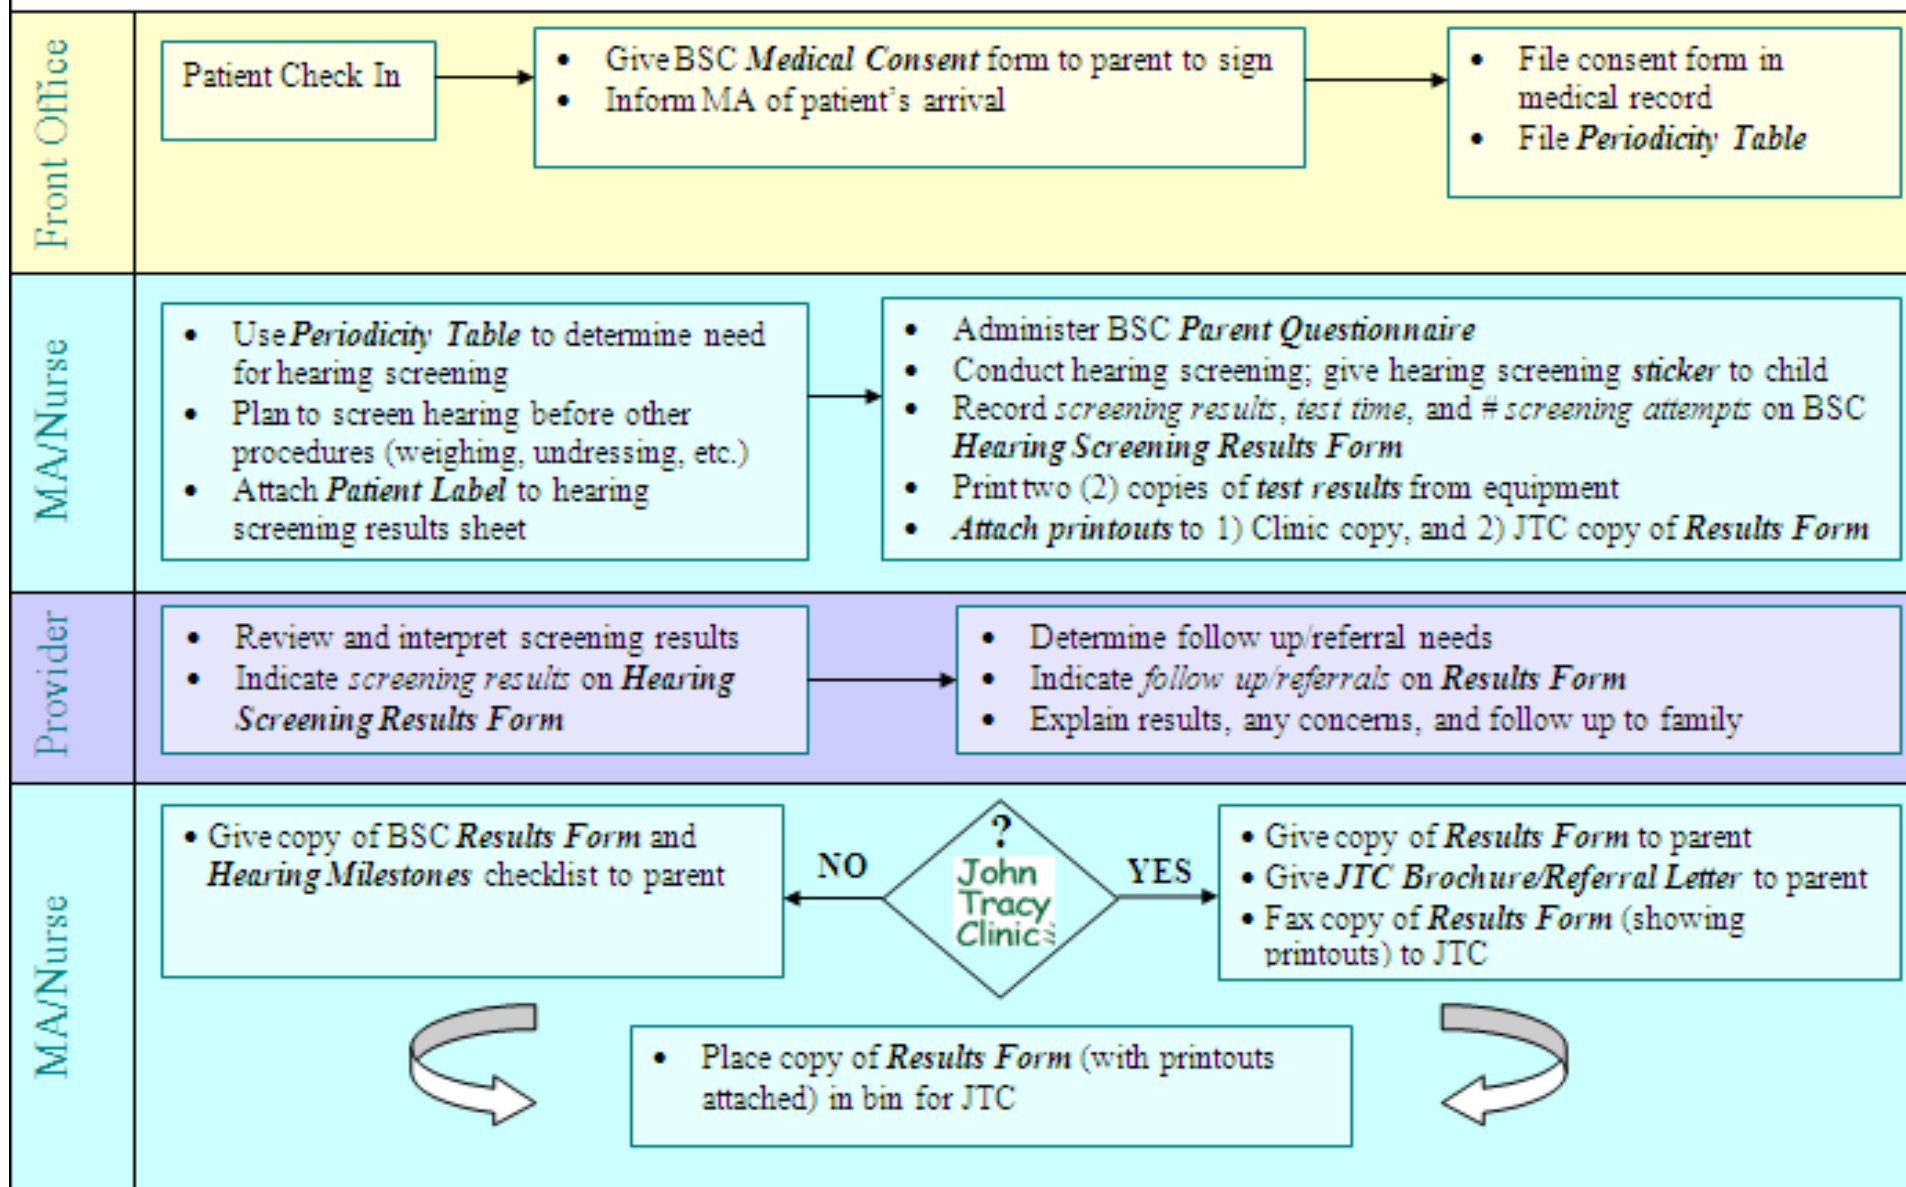 Front Office
Patient Check In
• Give BSC Medical Consent form to parent to sign
• Inform MA of patient's arrival
• File consent form in
medical record
• File Periodicity Table
MA/Nurse
• Use Periodicity Table to determine need
for hearing screening
• Plan to screen hearing before other
procedures (weighing, undressing, etc.)
• Attach Patient Label to hearing
screening results sheet
• Administer BSC Parent Questionnaire
• Conduct hearing screening; give hearing screening sticker to child
• Record screening results, test time, and # screening attempts on BSC
Hearing Screening Results Form
• Print two (2) copies of test results from equipment
• Attach printouts to 1) Clinic copy, and 2) JTC copy of Results Form
Provider
• Review and interpret screening results
• Indicate screening results on Hearing
Screening Results Form
• Determine follow up/referral needs
• Indicate follow up/referrals on Results Form
• Explain results, any concerns, and follow up to family
MA/Nurse
• Give copy of BSC Results Form and
Hearing Milestones checklist to parent
NO
?
John
Tracy
Clinic
YES
• Give copy of Results Form to parent
• Give JTC Brochure/Referral Letter to parent
• Fax copy of Results Form (showing
printouts) to JTC
• Place copy of Results Form (with printouts
attached) in bin for JTC